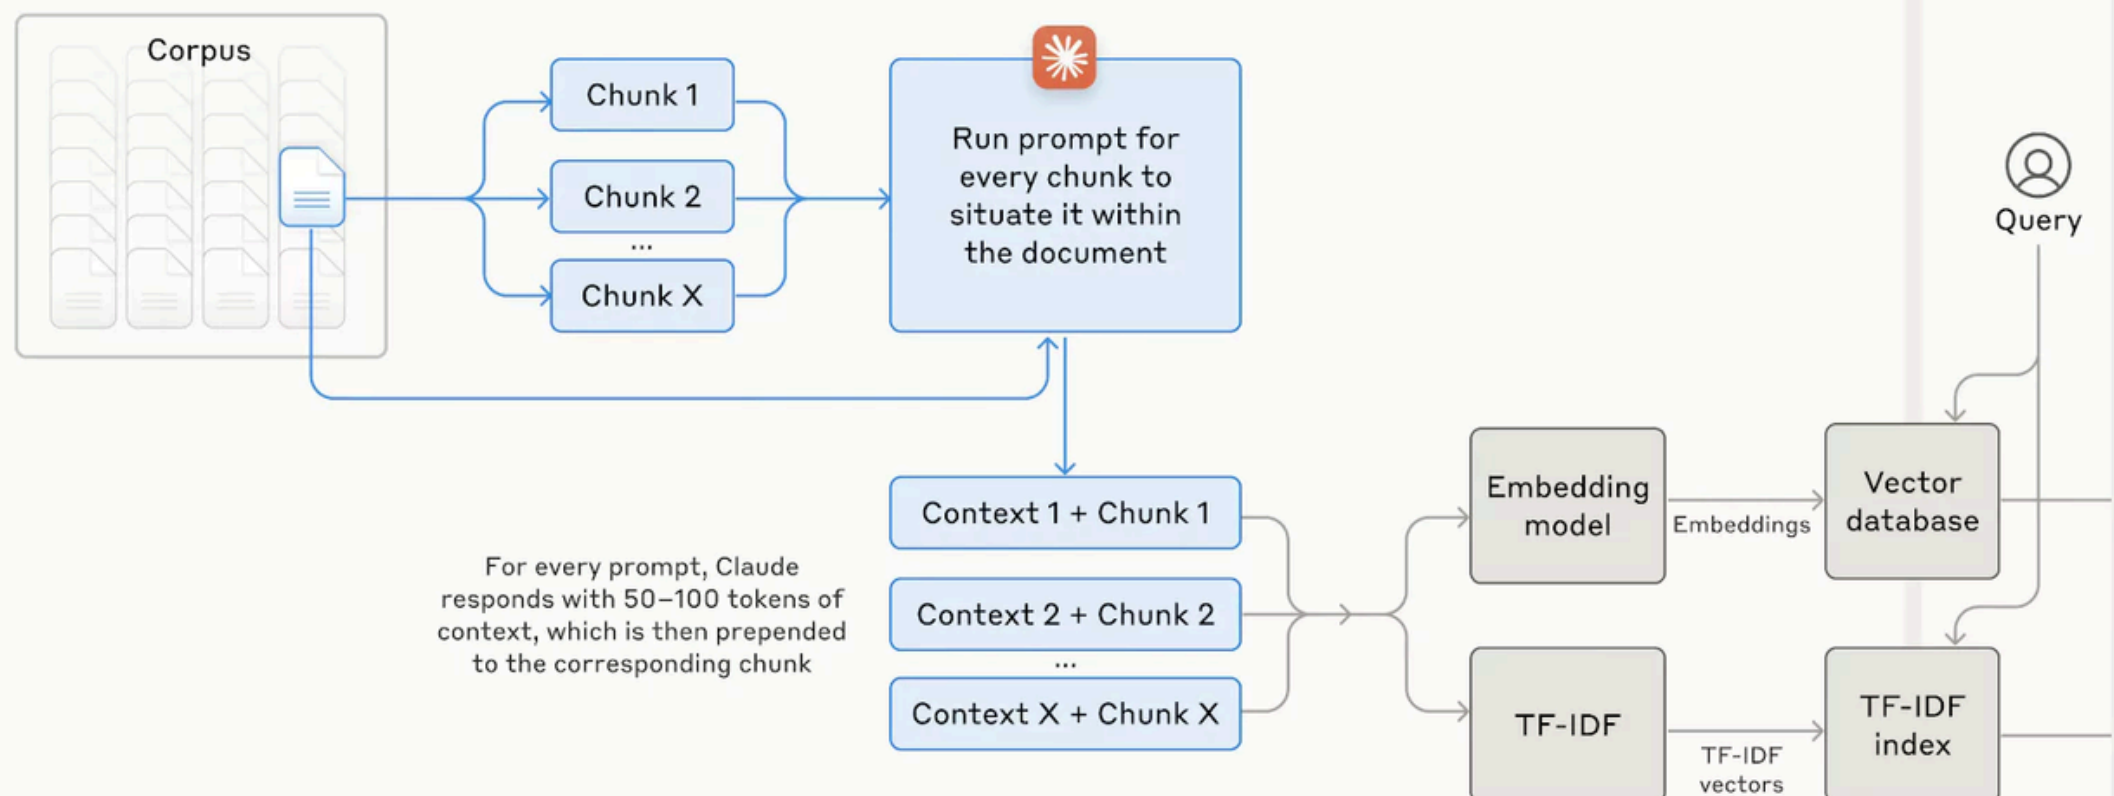 Corpus
Chunk 1
Chunk 2
...
Chunk X
Run prompt for
every chunk to
situate it within
the document
Query
For every prompt, Claude
responds with 50–100 tokens of
context, which is then prepended
to the corresponding chunk
Context 1 + Chunk 1
Context 2 + Chunk 2
...
Context X + Chunk X
Embedding
model
Embeddings
Vector
database
TF-IDF
TF-IDF
vectors
TF-IDF
index